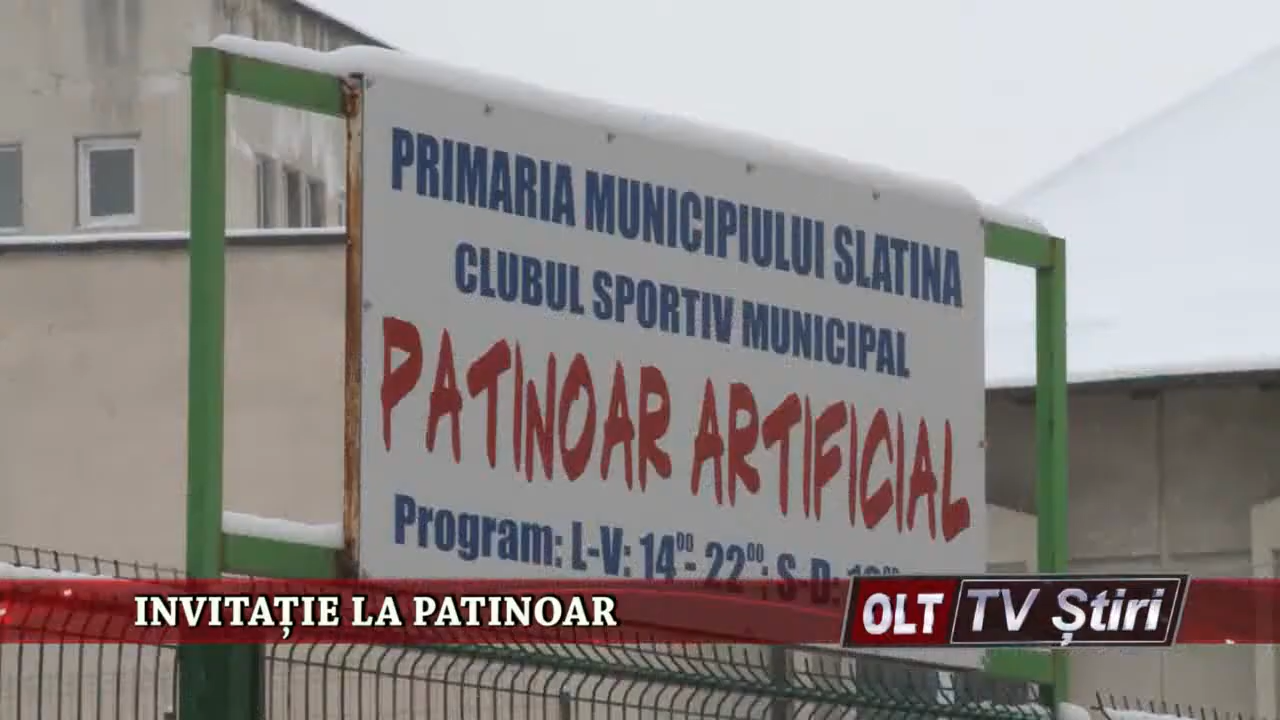 PRIMARIA MUNICIPIULUI SLATINA
CLUBUL SPORTIV MUNICIPAL
PATINOAR ARTIFICIAL
Program: L-V: 14⁰⁰- 22⁰⁰; S-D:
INVITAȚIE LA PATINOAR
OLT TV Știri